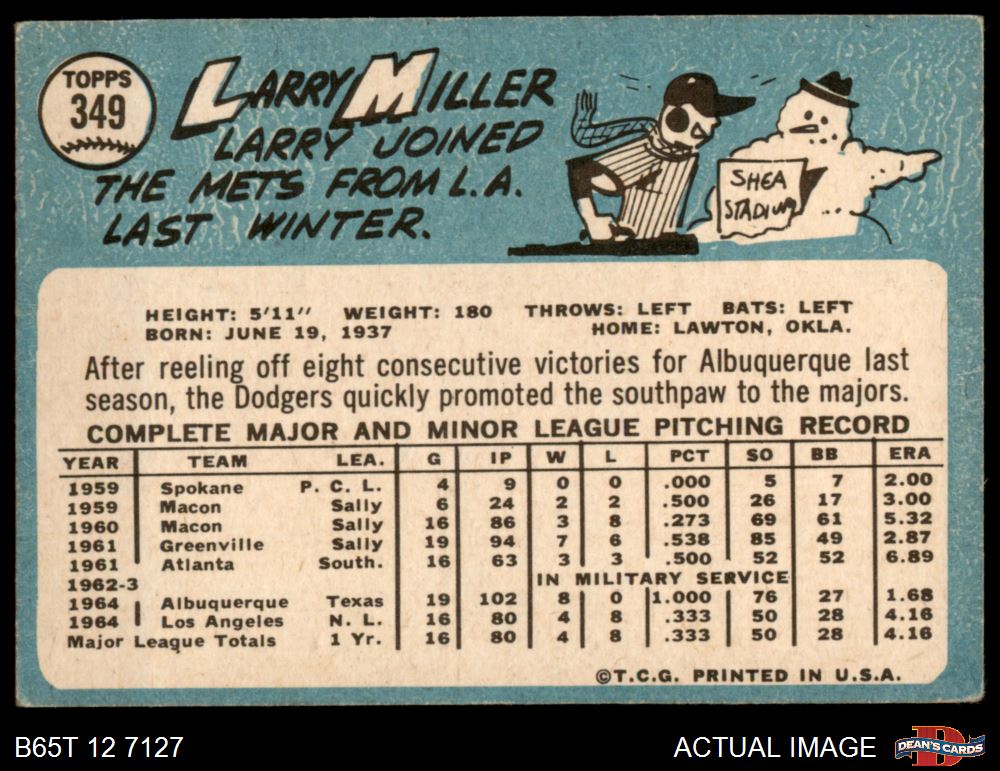 TOPPS
349
LARRY MILLER
LARRY JOINED
THE METS FROM L.A.
LAST WINTER.
SHEA
STADIUM
HEIGHT: 5'11" WEIGHT: 180 THROWS: LEFT BATS: LEFT
BORN: JUNE 19, 1937 HOME: LAWTON, OKLA.
After reeling off eight consecutive victories for Albuquerque last
season, the Dodgers quickly promoted the southpaw to the majors.
COMPLETE MAJOR AND MINOR LEAGUE PITCHING RECORD
YEAR TEAM LEA. G IP W L PCT SO BB ERA
1959 Spokane P. C. L. 4 9 0 0 .000 5 7 2.00
1959 Macon Sally 6 24 2 2 .500 26 17 3.00
1960 Macon Sally 16 86 3 8 .273 69 61 5.32
1961 Greenville Sally 19 94 7 6 .538 85 49 2.87
1961 Atlanta South. 16 63 3 3 .500 52 52 6.89
1962-3 IN MILITARY SERVICE
1964 Albuquerque Texas 19 102 8 0 1.000 76 27 1.68
1964 Los Angeles N. L. 16 80 4 8 .333 50 28 4.16
Major League Totals 1 Yr. 16 80 4 8 .333 50 28 4.16
©T.C.G. PRINTED IN U.S.A.
B65T 12 7127 ACTUAL IMAGE DEAN'S CARDS